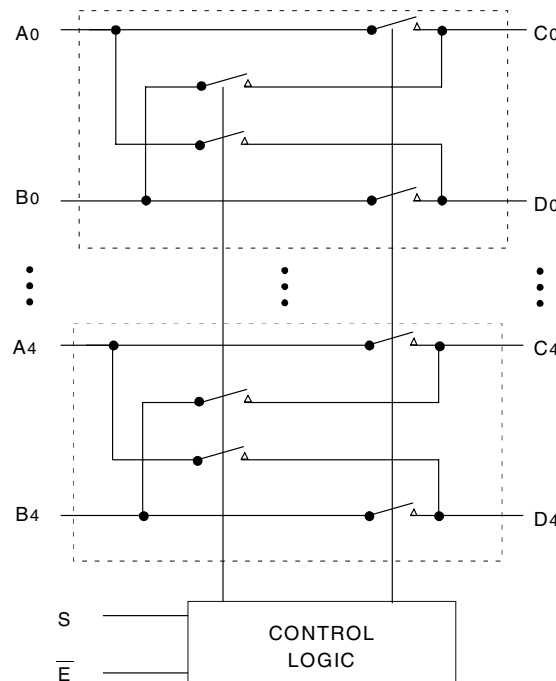 A0 C0
B0 D0
A4 C4
B4 D4
S
CONTROL
LOGIC
E̅